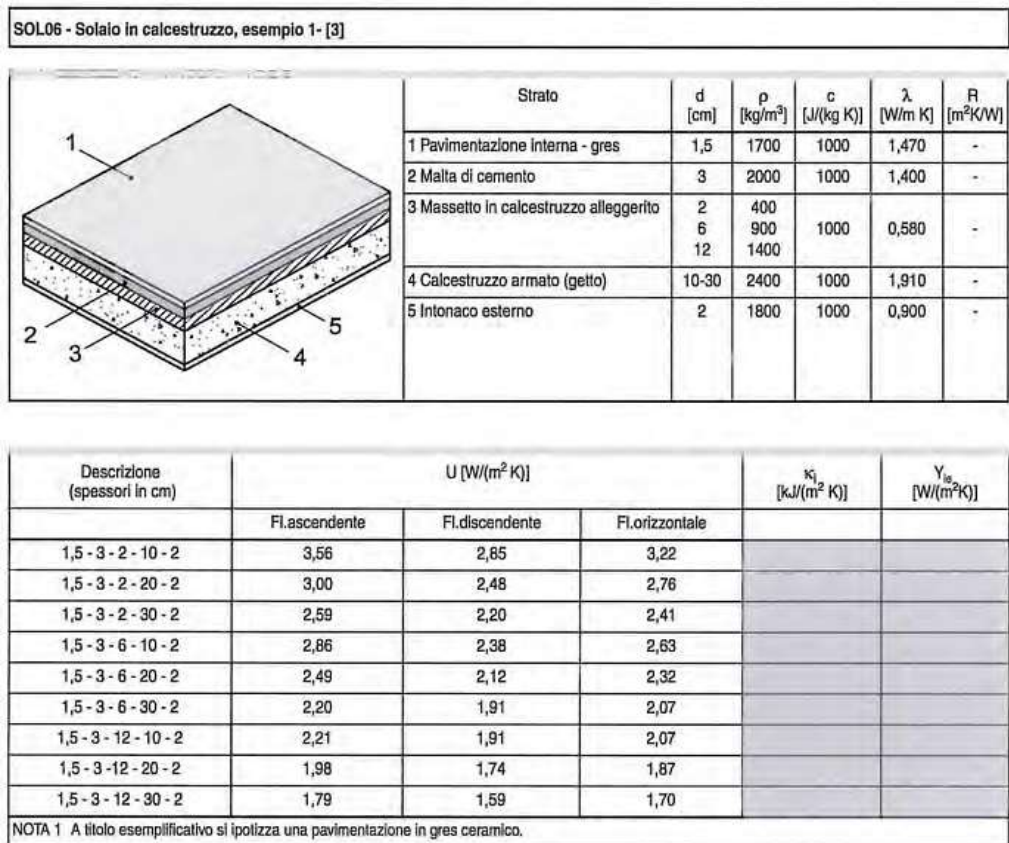 SOL06 - Solaio in calcestruzzo, esempio 1- [3]
Strato d [cm] ρ [kg/m³] c [J/(kg K)] λ [W/m K] R [m²K/W]
1 Pavimentazione interna - gres 1,5 1700 1000 1,470 -
2 Malta di cemento 3 2000 1000 1,400 -
3 Massetto in calcestruzzo alleggerito 2 400
6 900 1000 0,580 -
12 1400
4 Calcestruzzo armato (getto) 10-30 2400 1000 1,910 -
5 Intonaco esterno 2 1800 1000 0,900 -
1
2
3
4
5
Descrizione (spessori in cm) U [W/(m² K)] κi [kJ/(m² K)] Yie [W/(m²K)]
Fl.ascendente Fl.discendente Fl.orizzontale
1,5 - 3 - 2 - 10 - 2 3,56 2,85 3,22
1,5 - 3 - 2 - 20 - 2 3,00 2,48 2,76
1,5 - 3 - 2 - 30 - 2 2,59 2,20 2,41
1,5 - 3 - 6 - 10 - 2 2,86 2,38 2,63
1,5 - 3 - 6 - 20 - 2 2,49 2,12 2,32
1,5 - 3 - 6 - 30 - 2 2,20 1,91 2,07
1,5 - 3 - 12 - 10 - 2 2,21 1,91 2,07
1,5 - 3 -12 - 20 - 2 1,98 1,74 1,87
1,5 - 3 - 12 - 30 - 2 1,79 1,59 1,70
NOTA 1 A titolo esemplificativo si ipotizza una pavimentazione in gres ceramico.